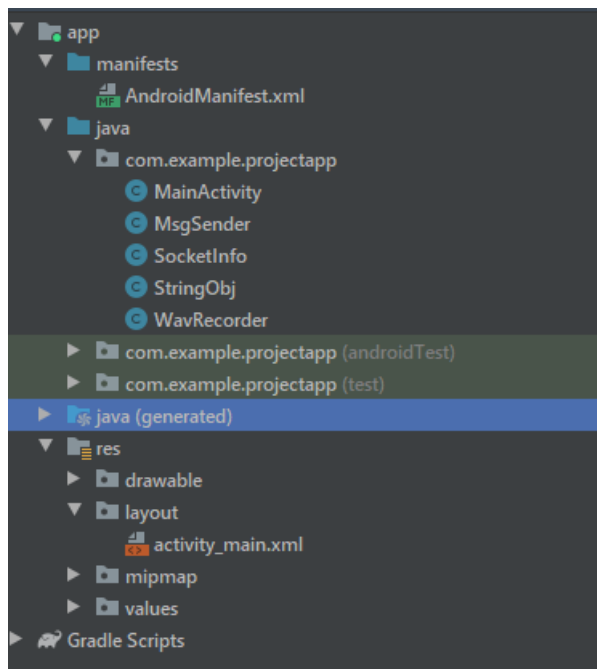 app
manifests
MF AndroidManifest.xml
java
com.example.projectapp
C MainActivity
C MsgSender
C SocketInfo
C StringObj
C WavRecorder
com.example.projectapp (androidTest)
com.example.projectapp (test)
java (generated)
res
drawable
layout
<> activity_main.xml
mipmap
values
Gradle Scripts